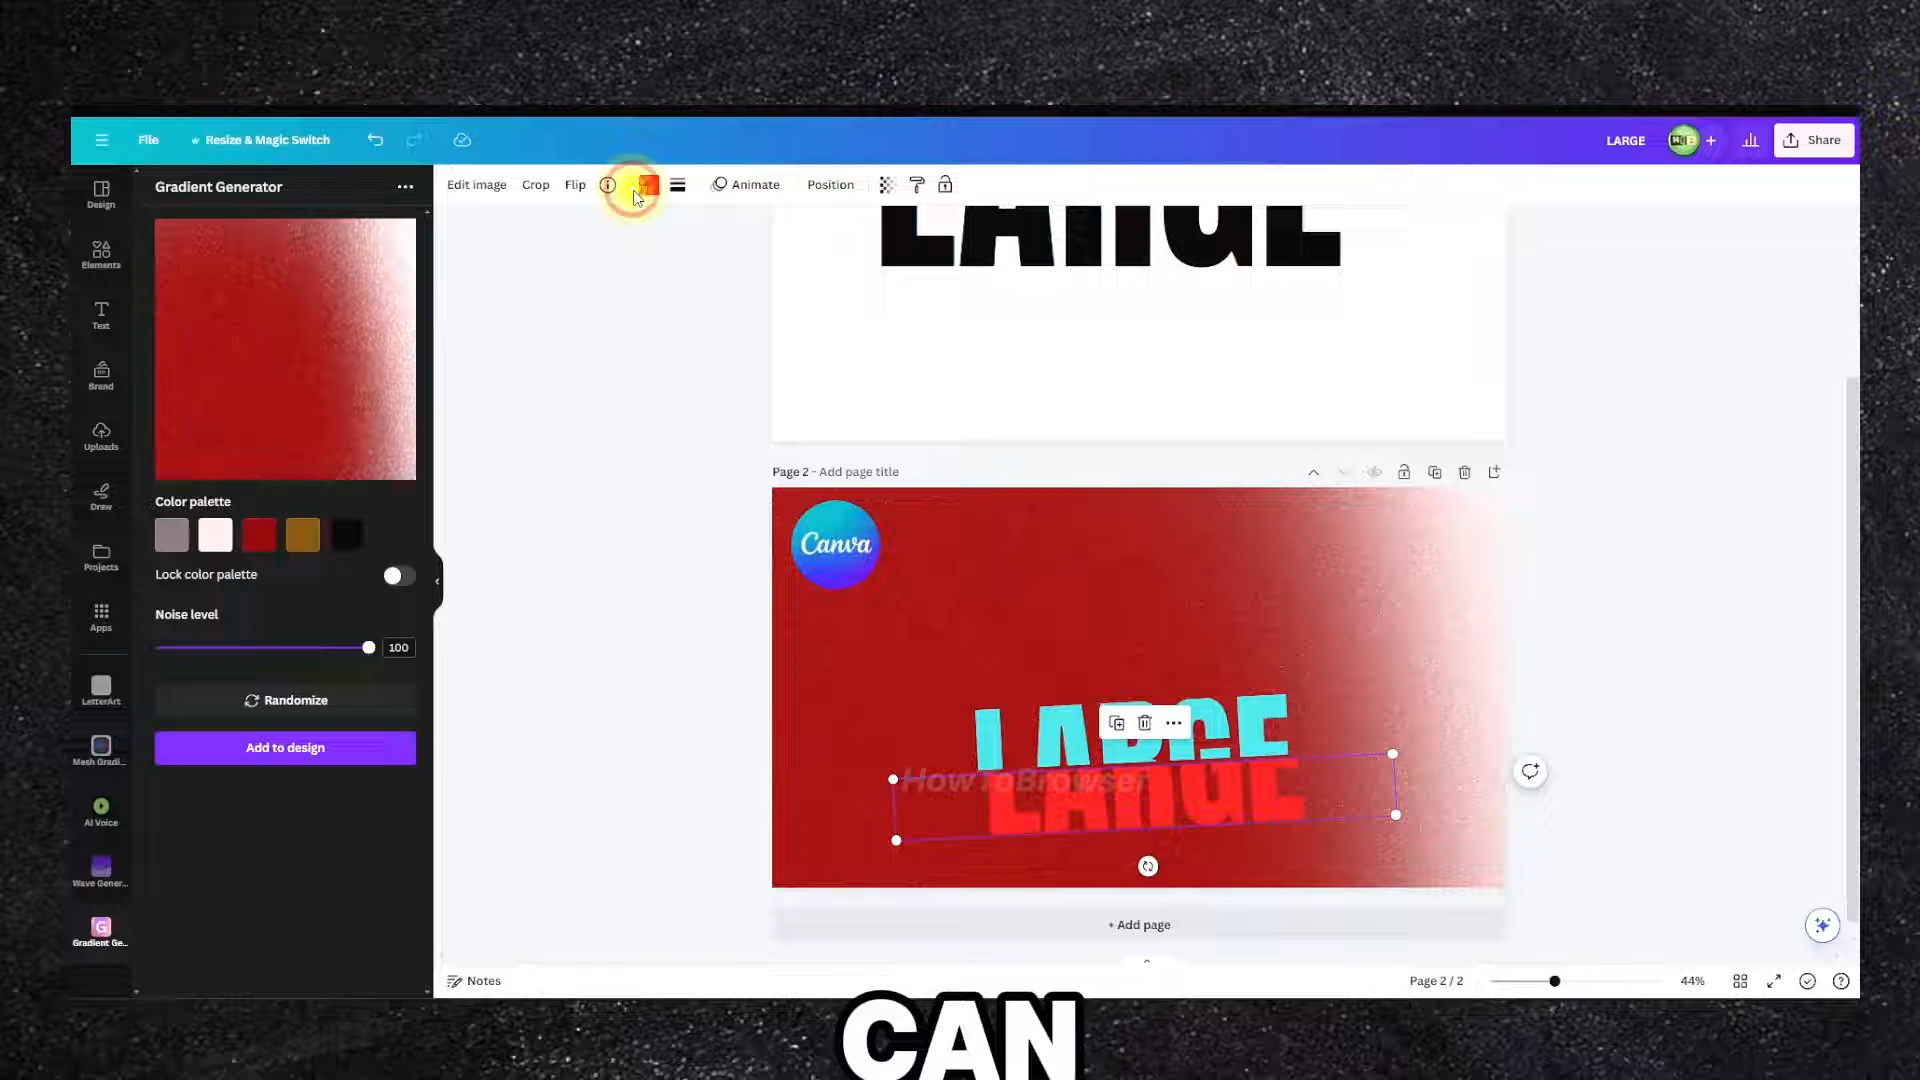 File
Resize & Magic Switch
LARGE
Share
Design
Elements
Text
Brand
Uploads
Draw
Projects
Apps
LetterArt
Mesh Gradi...
AI Voice
Wave Gener...
Gradient Ge...
Gradient Generator
Color palette
Lock color palette
Noise level
100
Randomize
Add to design
Edit image
Crop
Flip
Animate
Position
LARGE
Page 2 - Add page title
Canva
LARGE
HowToBrowser
LARGE
+ Add page
Notes
Page 2 / 2
44%
CAN